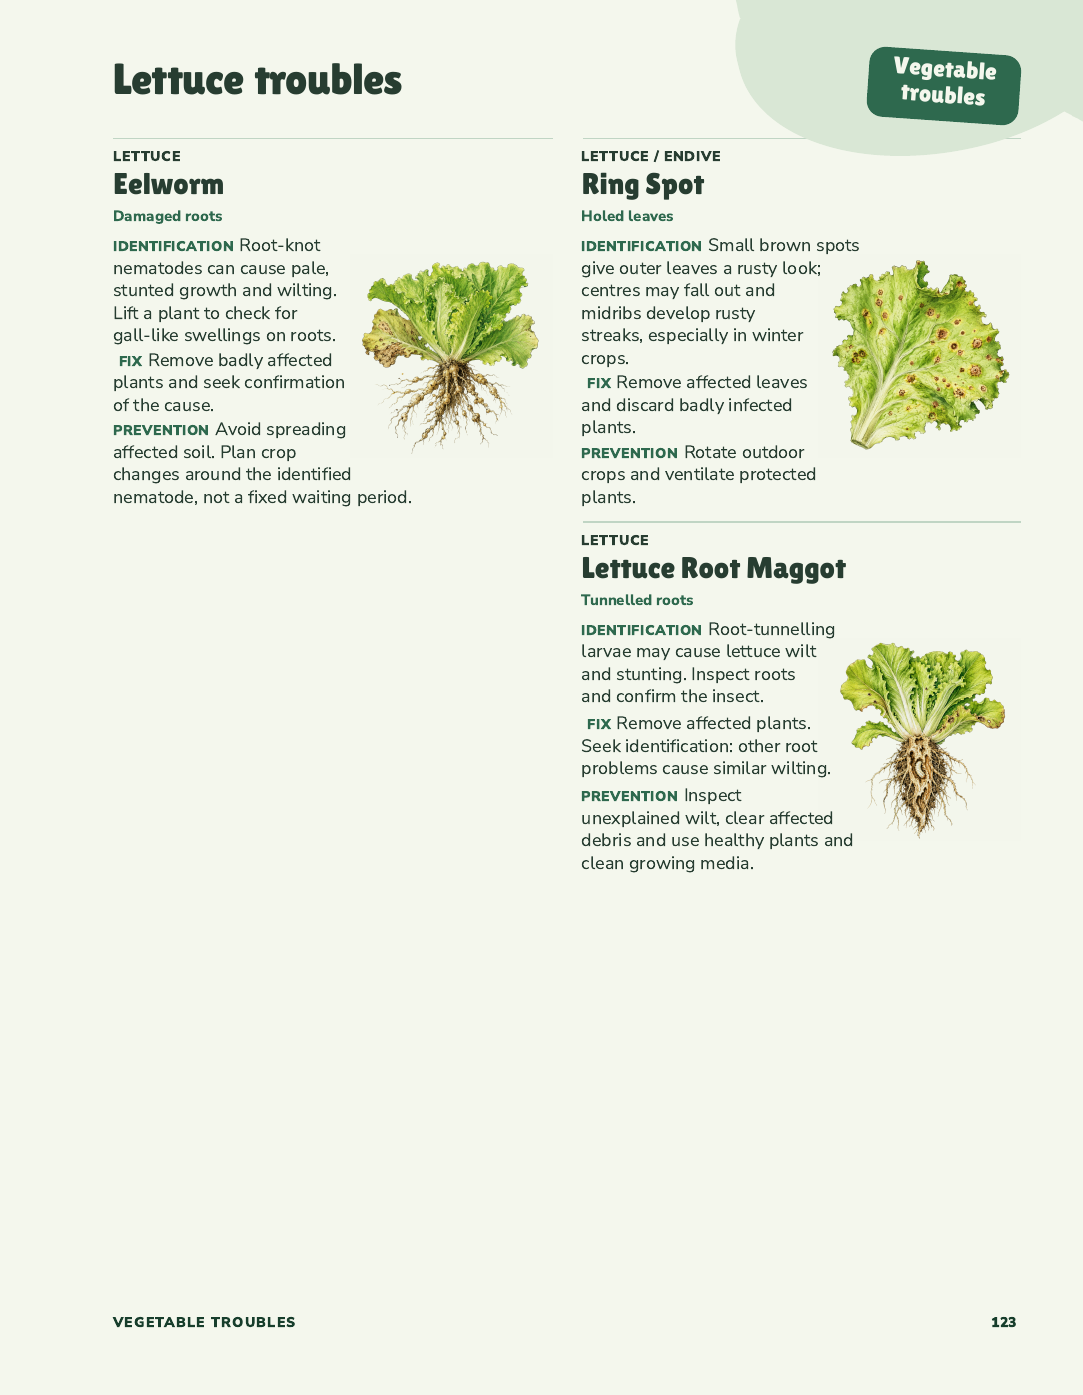 Lettuce troubles
Vegetable
troubles
LETTUCE
Eelworm
Damaged roots
IDENTIFICATION Root-knot
nematodes can cause pale,
stunted growth and wilting.
Lift a plant to check for
gall-like swellings on roots.
FIX Remove badly affected
plants and seek confirmation
of the cause.
PREVENTION Avoid spreading
affected soil. Plan crop
changes around the identified
nematode, not a fixed waiting period.
LETTUCE / ENDIVE
Ring Spot
Holed leaves
IDENTIFICATION Small brown spots
give outer leaves a rusty look;
centres may fall out and
midribs develop rusty
streaks, especially in winter
crops.
FIX Remove affected leaves
and discard badly infected
plants.
PREVENTION Rotate outdoor
crops and ventilate protected
plants.
LETTUCE
Lettuce Root Maggot
Tunnelled roots
IDENTIFICATION Root-tunnelling
larvae may cause lettuce wilt
and stunting. Inspect roots
and confirm the insect.
FIX Remove affected plants.
Seek identification: other root
problems cause similar wilting.
PREVENTION Inspect
unexplained wilt, clear affected
debris and use healthy plants and
clean growing media.
VEGETABLE TROUBLES
123